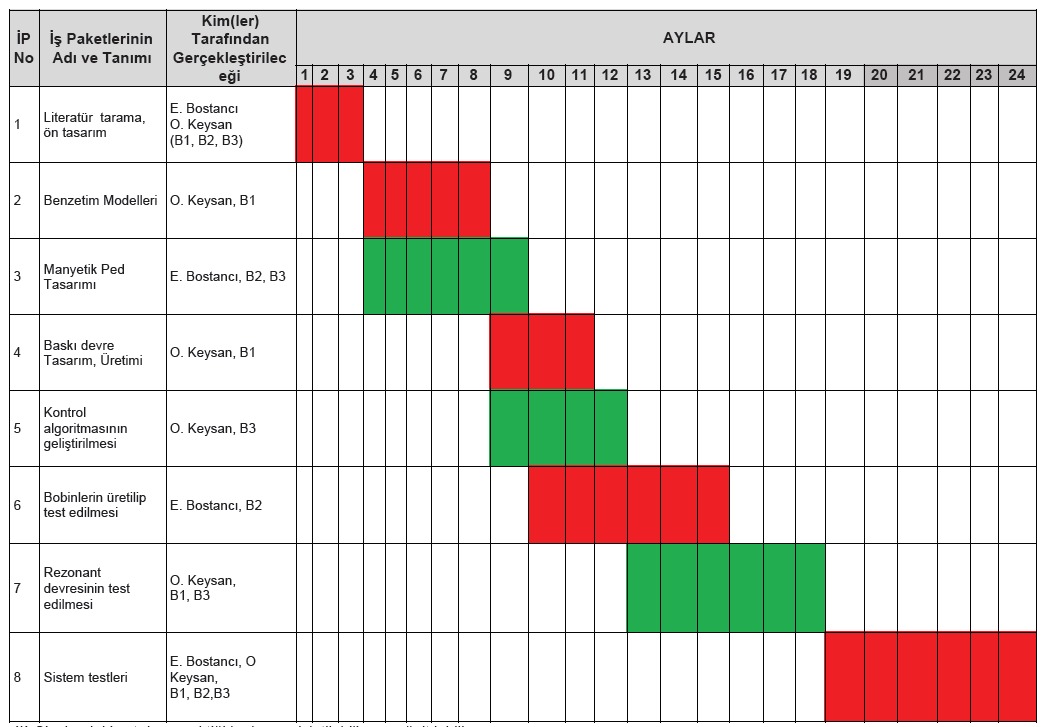 İP No
İş Paketlerinin Adı ve Tanımı
Kim(ler) Tarafından Gerçekleştirilec eği
AYLAR
1 2 3 4 5 6 7 8 9 10 11 12 13 14 15 16 17 18 19 20 21 22 23 24
1
Literatür tarama,
ön tasarım
E. Bostancı
O. Keysan
(B1, B2, B3)
2
Benzetim Modelleri
O. Keysan, B1
3
Manyetik Ped
Tasarımı
E. Bostancı, B2, B3
4
Baskı devre
Tasarım, Üretimi
O. Keysan, B1
5
Kontrol
algoritmasının
geliştirilmesi
O. Keysan, B3
6
Bobinlerin üretilip
test edilmesi
E. Bostancı, B2
7
Rezonant
devresinin test
edilmesi
O. Keysan,
B1, B3
8
Sistem testleri
E. Bostancı, O
Keysan,
B1, B2,B3